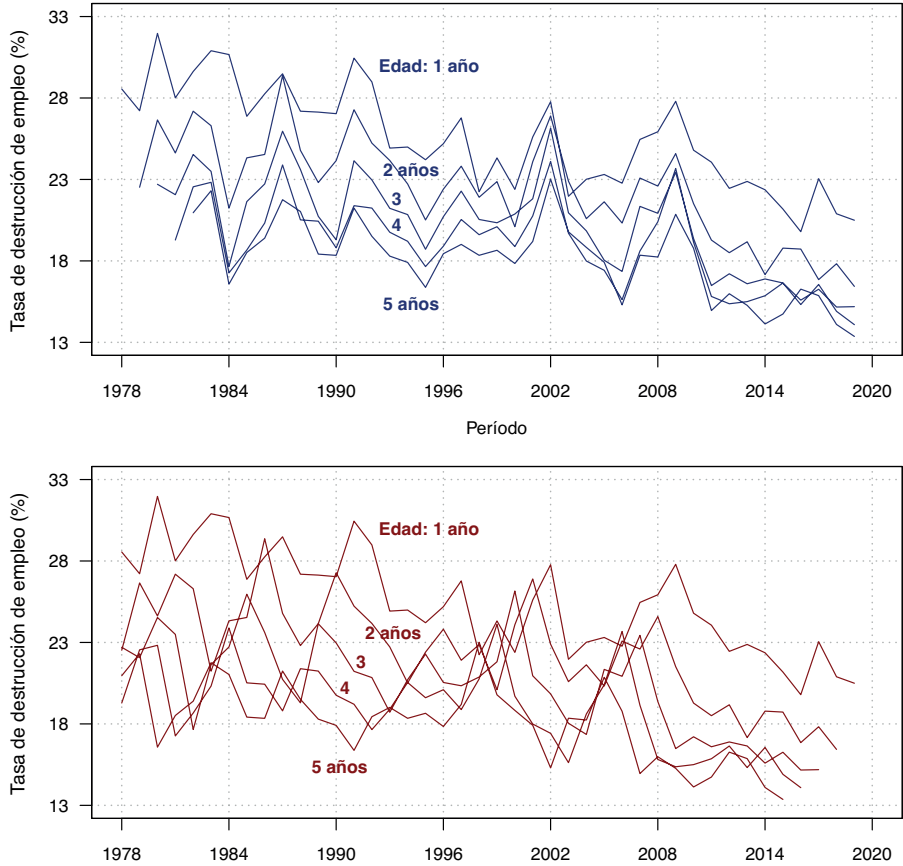 Tasa de destrucción de empleo (%)
33
28
23
18
13
Edad: 1 año
2 años
3
4
5 años
1978 1984 1990 1996 2002 2008 2014 2020
Período
Tasa de destrucción de empleo (%)
33
28
23
18
13
Edad: 1 año
2 años
3
4
5 años
1978 1984 1990 1996 2002 2008 2014 2020